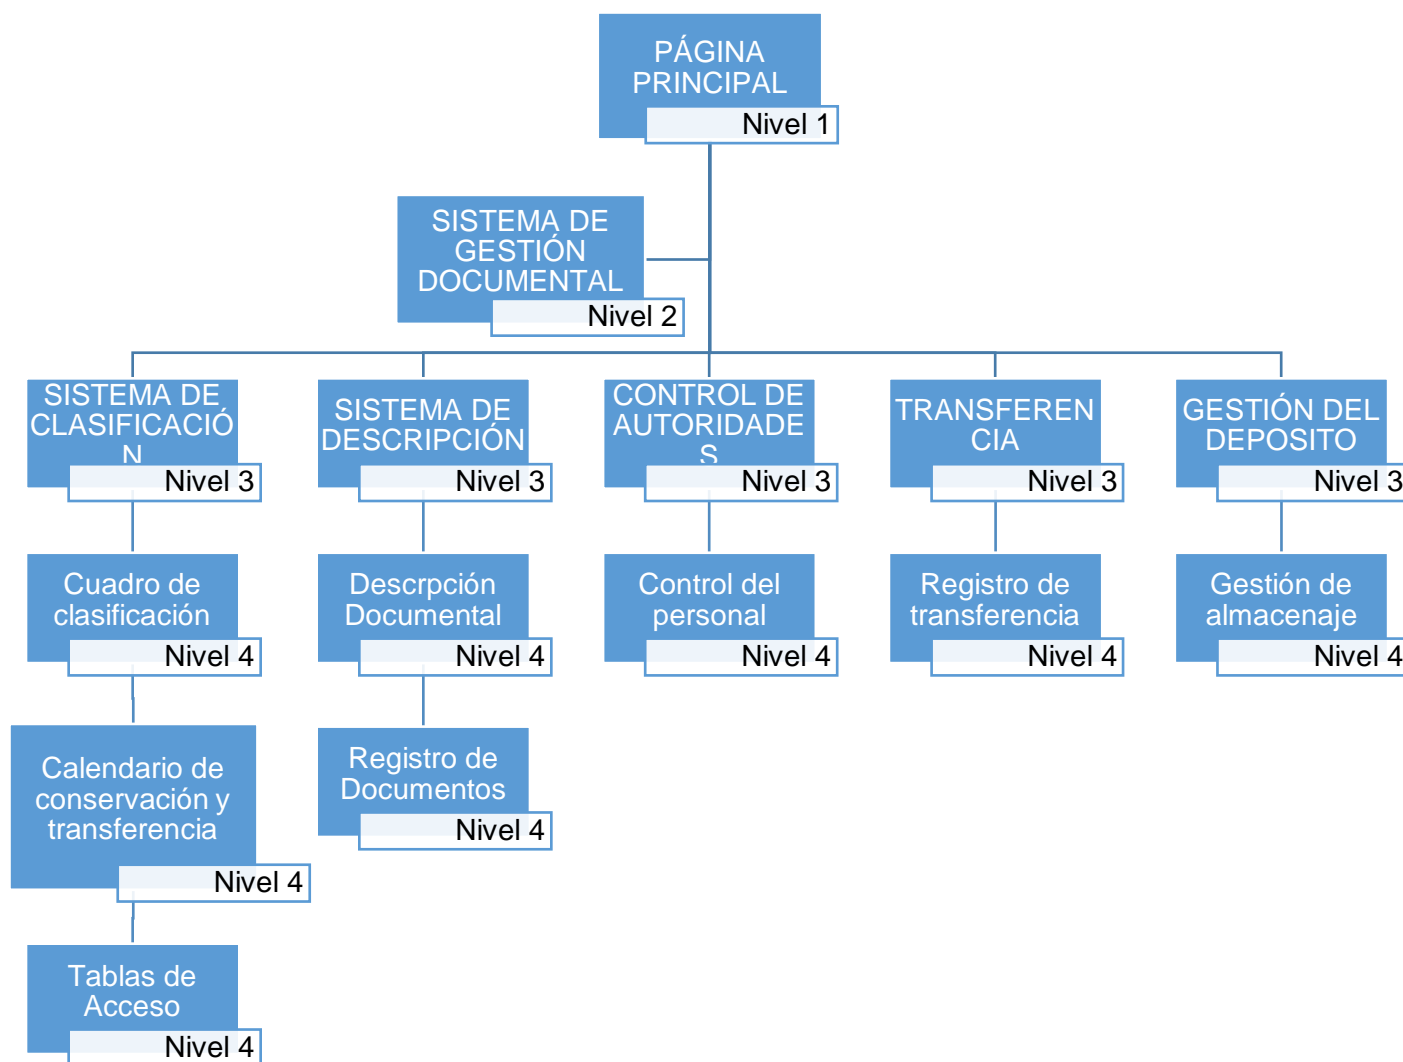 PÁGINA
PRINCIPAL
Nivel 1
SISTEMA DE
GESTIÓN
DOCUMENTAL
Nivel 2
SISTEMA DE
CLASIFICACIÓ
N
Nivel 3
SISTEMA DE
DESCRIPCIÓN
Nivel 3
CONTROL DE
AUTORIDADE
S
Nivel 3
TRANSFEREN
CIA
Nivel 3
GESTIÓN DEL
DEPOSITO
Nivel 3
Cuadro de
clasificación
Nivel 4
Descrpción
Documental
Nivel 4
Control del
personal
Nivel 4
Registro de
transferencia
Nivel 4
Gestión de
almacenaje
Nivel 4
Calendario de
conservación y
transferencia
Nivel 4
Registro de
Documentos
Nivel 4
Tablas de
Acceso
Nivel 4